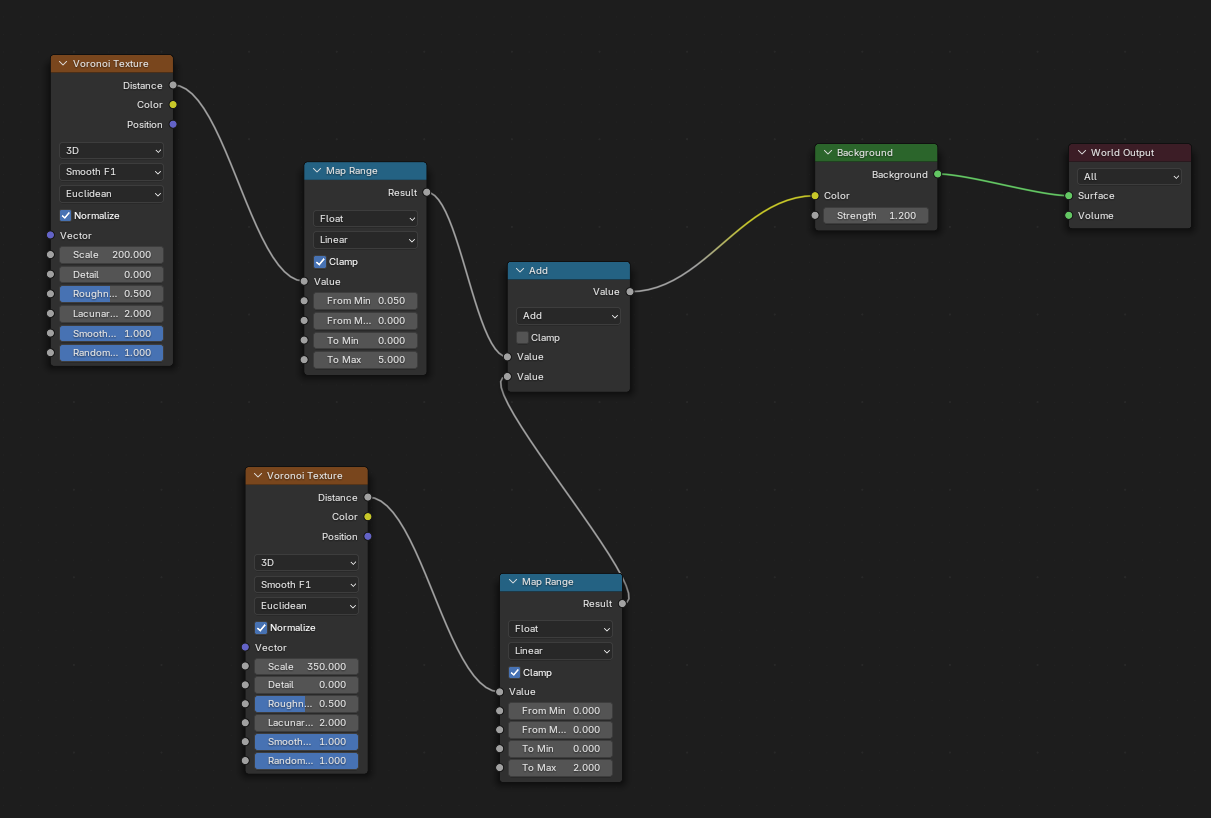 Voronoi Texture
Distance
Color
Position
3D
Smooth F1
Euclidean
Normalize
Vector
Scale 200.000
Detail 0.000
Roughn... 0.500
Lacunar... 2.000
Smooth... 1.000
Random... 1.000
Map Range
Result
Float
Linear
Clamp
Value
From Min 0.050
From M... 0.000
To Min 0.000
To Max 5.000
Add
Value
Add
Clamp
Value
Value
Background
Background
Color
Strength 1.200
World Output
All
Surface
Volume
Voronoi Texture
Distance
Color
Position
3D
Smooth F1
Euclidean
Normalize
Vector
Scale 350.000
Detail 0.000
Roughn... 0.500
Lacunar... 2.000
Smooth... 1.000
Random... 1.000
Map Range
Result
Float
Linear
Clamp
Value
From Min 0.000
From M... 0.000
To Min 0.000
To Max 2.000